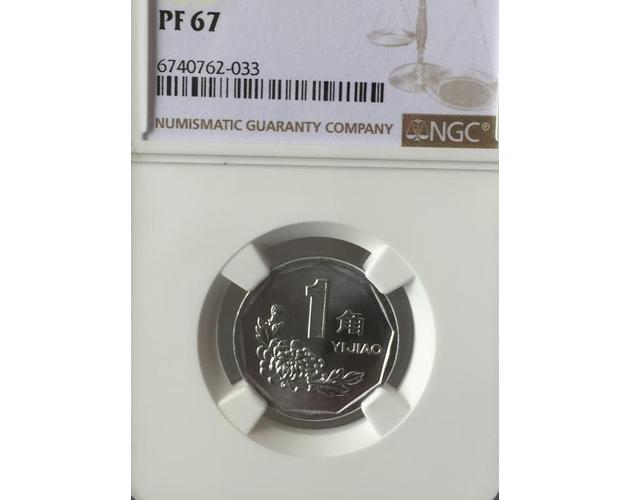 PF 67
6740762-033
NUMISMATIC GUARANTY COMPANY NGC®
1 角
YI JIAO